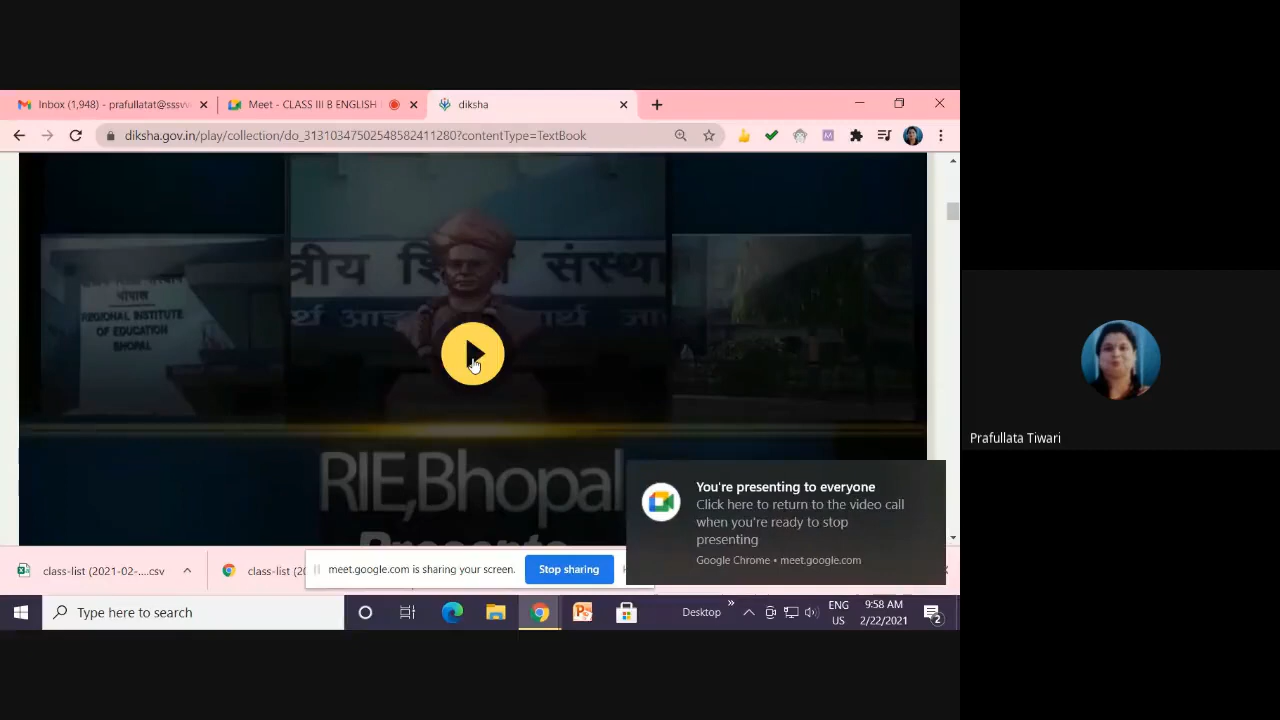 Inbox (1,948) - prafullatat@sssv
Meet - CLASS III B ENGLISH
diksha
diksha.gov.in/play/collection/do_31310347502548582411280?contentType=TextBook
त्रीय
संस्था
भोपाल
REGIONAL INSTITUTE
OF EDUCATION
BHOPAL
RIE,Bhopal
Presents
You're presenting to everyone
Click here to return to the video call
when you're ready to stop
presenting
Google Chrome • meet.google.com
Prafullata Tiwari
class-list (2021-02-....csv
class-list (20
meet.google.com is sharing your screen.
Stop sharing
Type here to search
Desktop
ENG
US
9:58 AM
2/22/2021
2